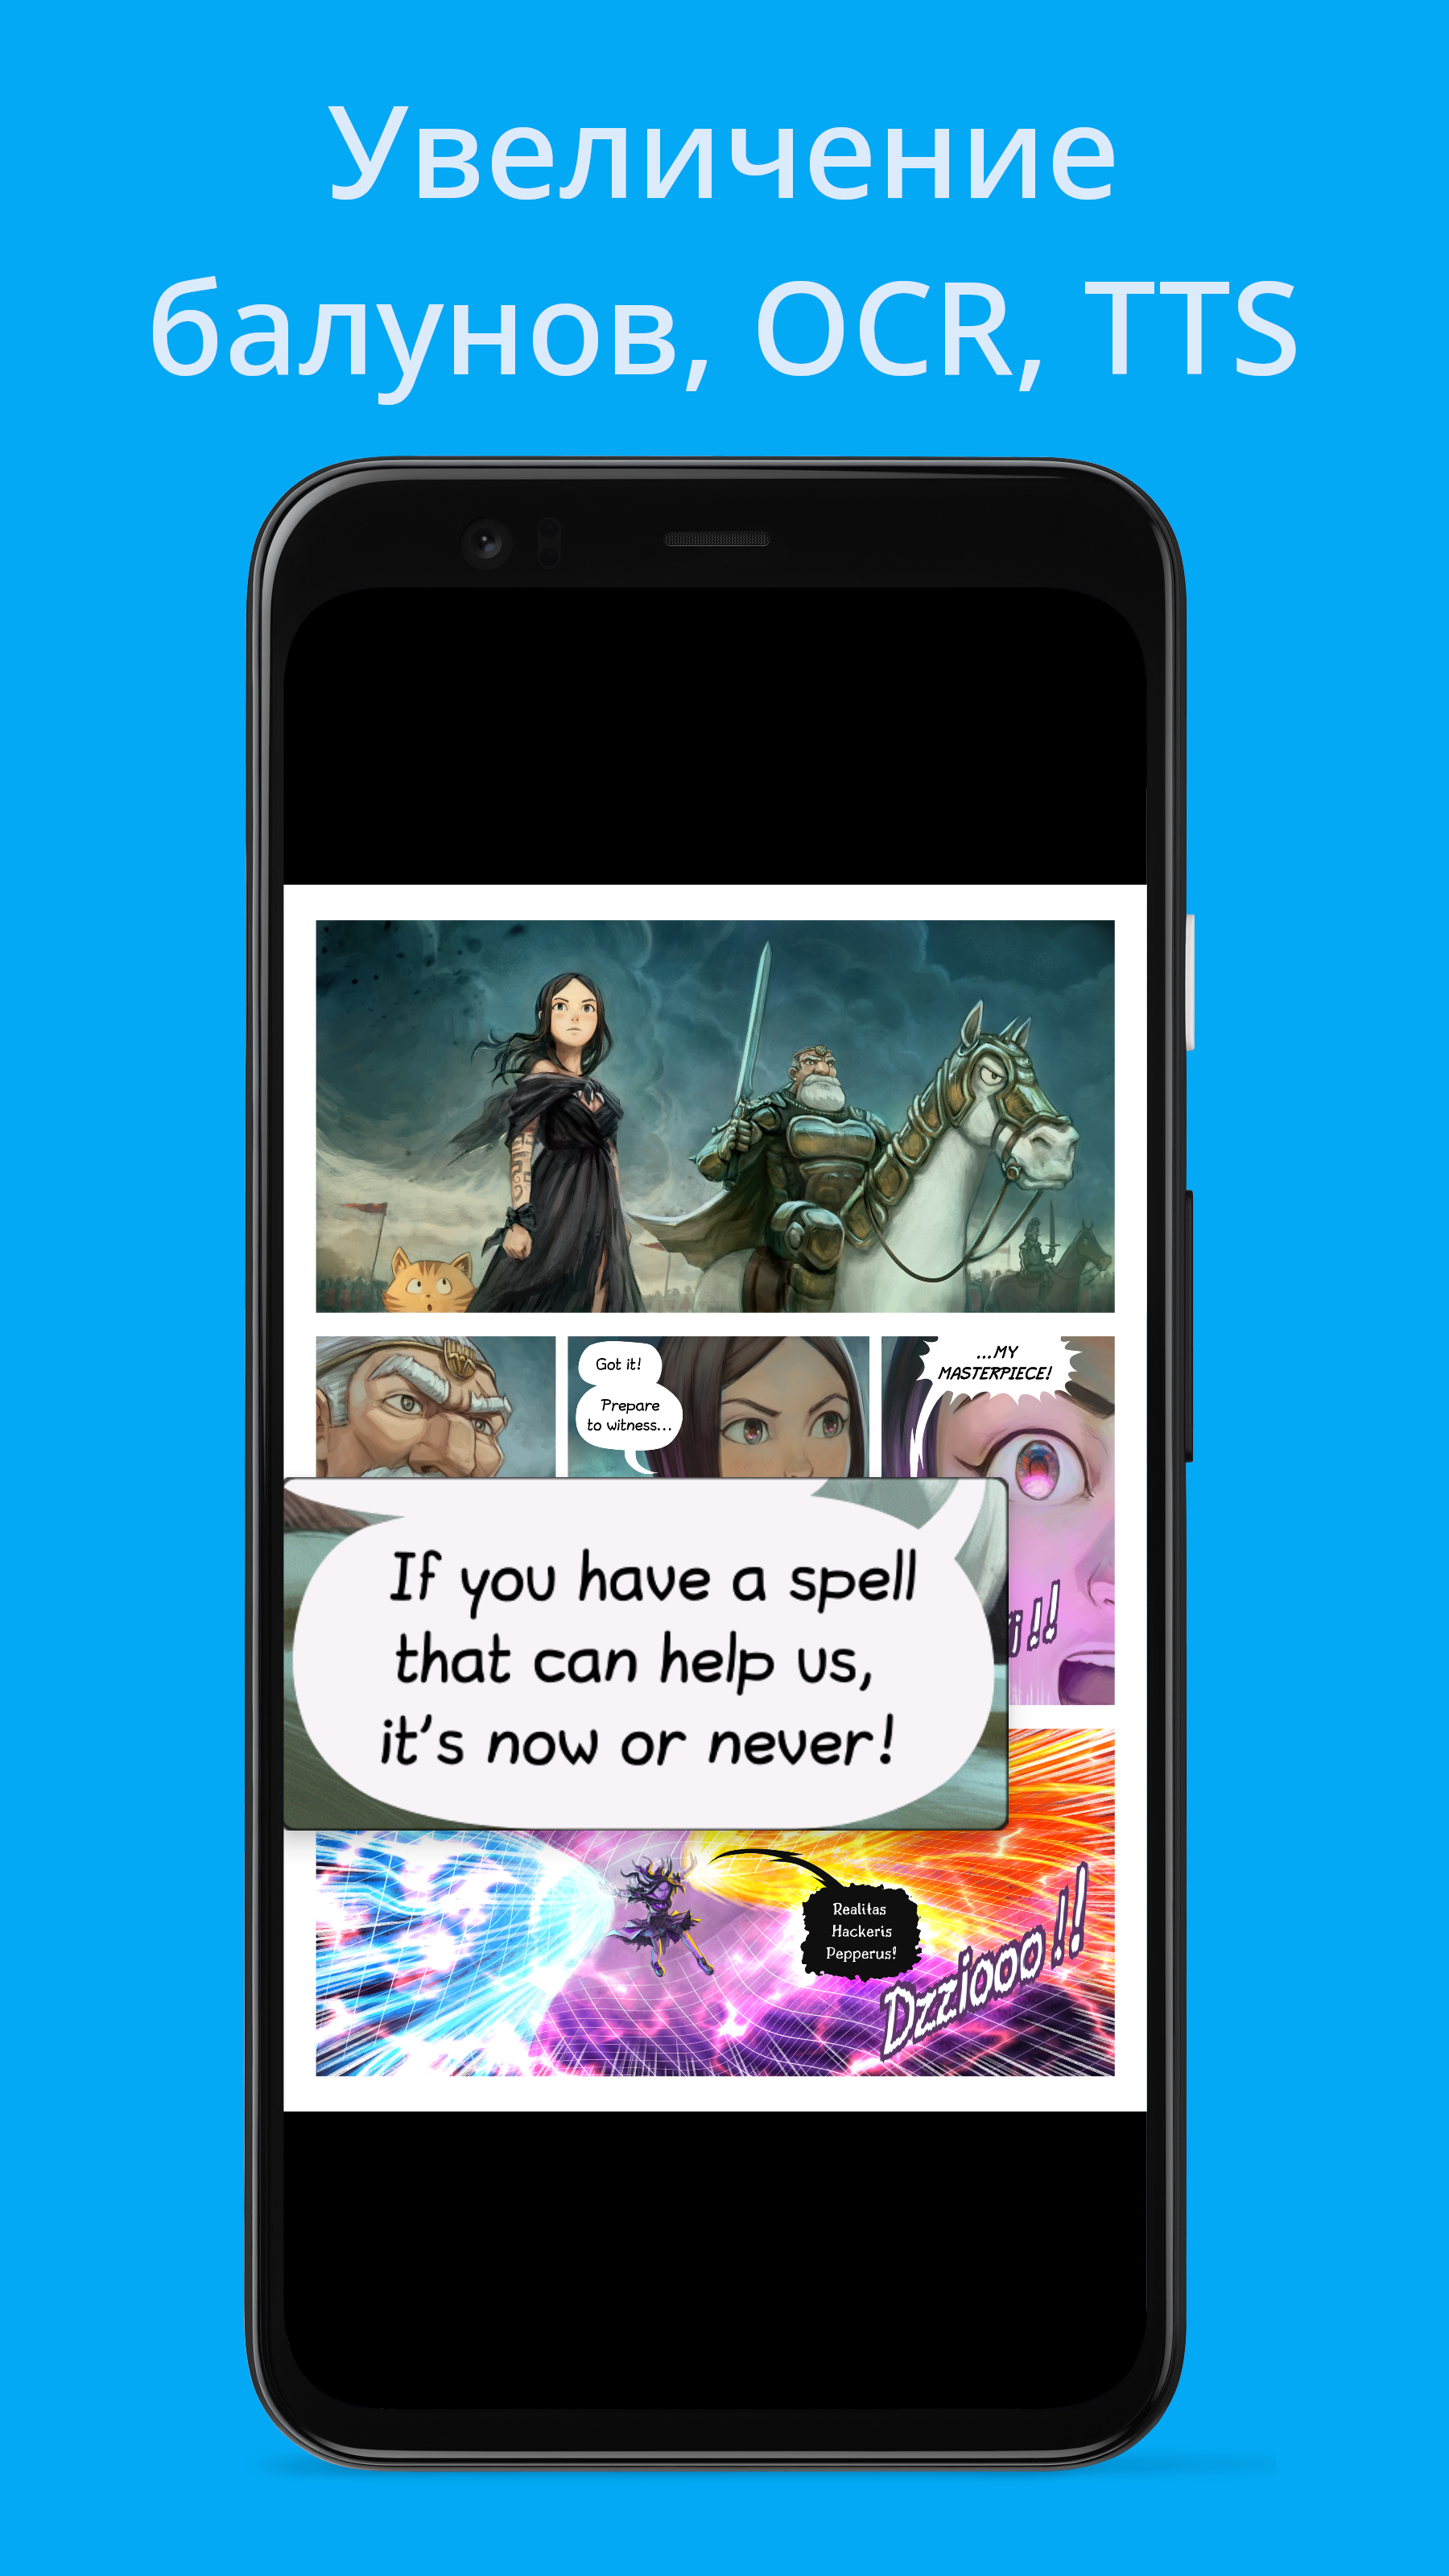 Увеличение
балунов, OCR, TTS
Got it!
Prepare
to witness...
...MY
MASTERPIECE!
If you have a spell
that can help us,
it's now or never!
!!
Realitas
Hackeris
Pepperus!
Dzziooo!!